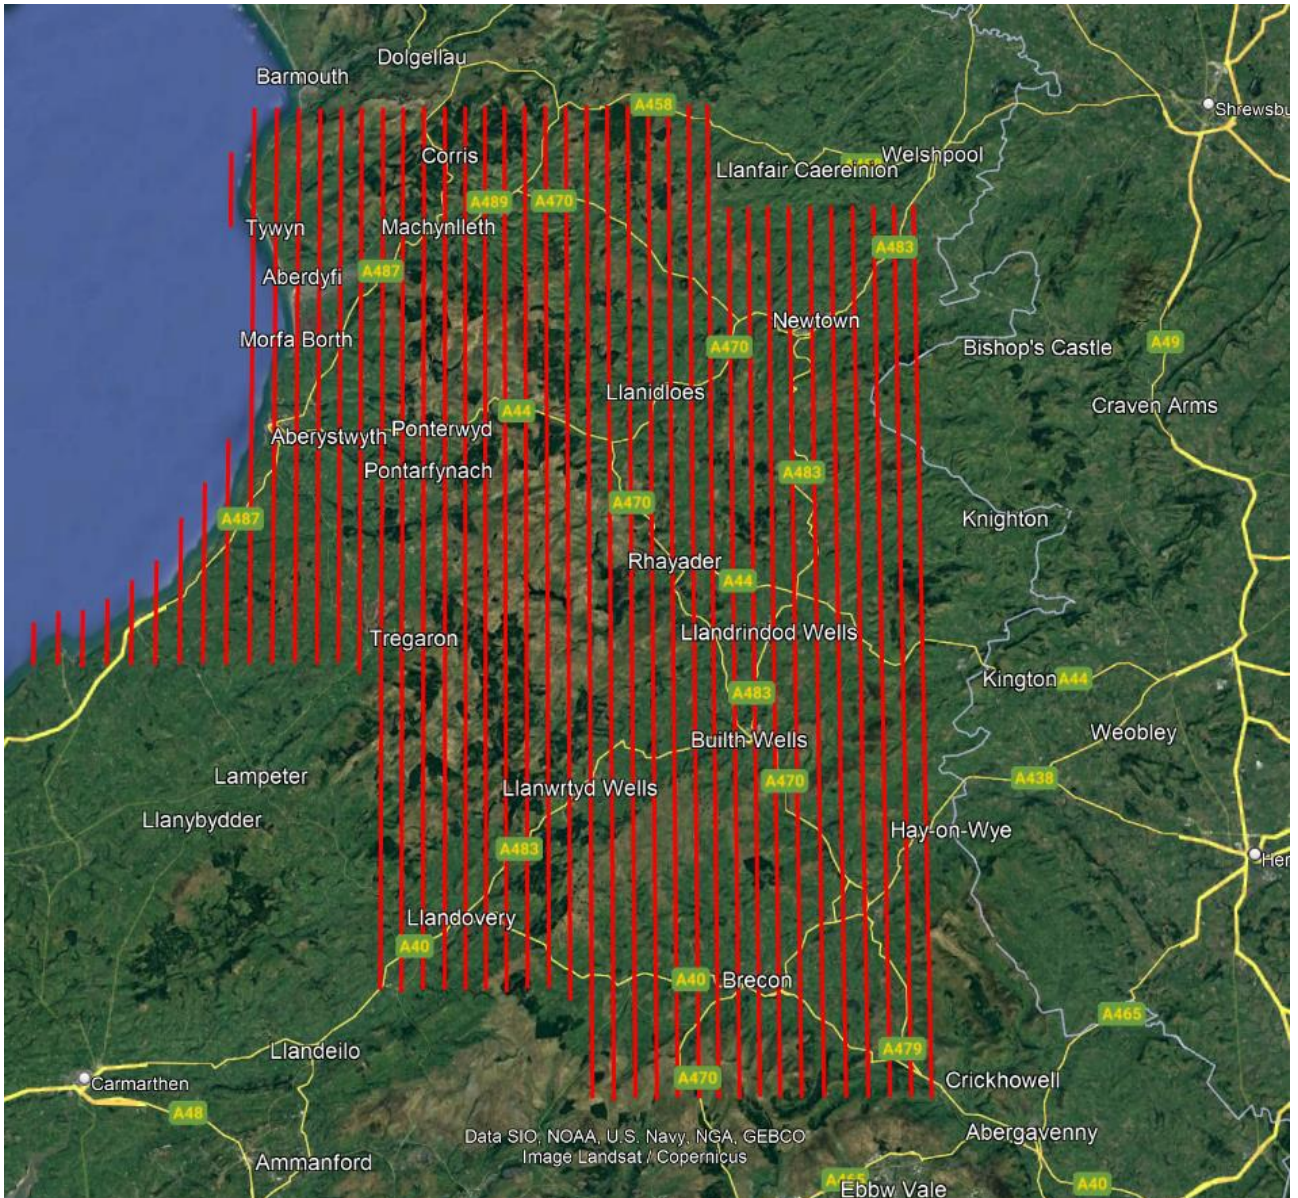 Dolgellau
Barmouth
A458
Shrewsbu
Corris
Welshpool
Llanfair Caereinion
A489
A470
Tywyn
Machynlleth
A483
Aberdyfi
A487
Newtown
Morfa Borth
A470
Bishop's Castle
A49
Llanidloes
Craven Arms
A44
Aberystwyth
Ponterwyd
Pontarfynach
A483
A470
A487
Knighton
Rhayader
A44
Tregaron
Llandrindod Wells
Kington
A44
A483
Weobley
Builth Wells
Lampeter
Llanwrtyd Wells
A470
A438
Llanybydder
Hay-on-Wye
A483
Her
Llandovery
A40
A40
Brecon
A465
Llandeilo
A479
Carmarthen
A470
Crickhowell
A48
Abergavenny
Data SIO, NOAA, U.S. Navy, NGA, GEBCO
Image Landsat / Copernicus
Ammanford
A465
Ebbw Vale
A40